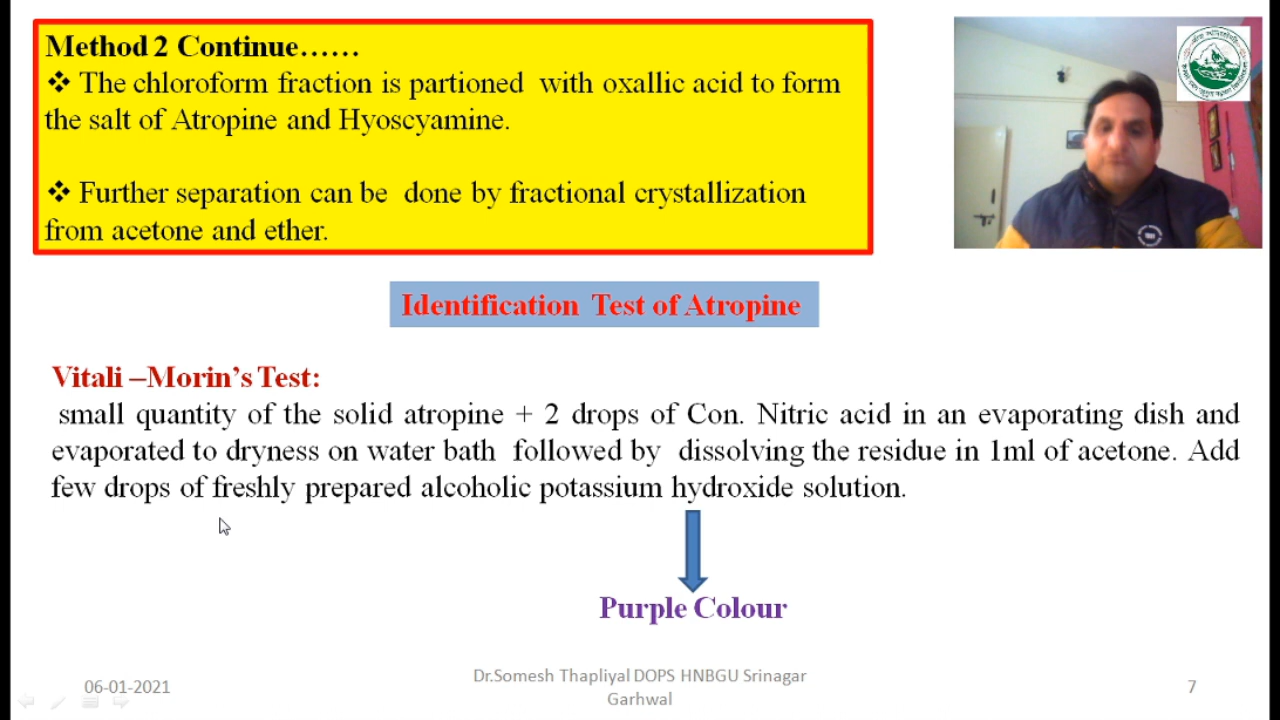 Method 2 Continue……
❖ The chloroform fraction is partioned with oxallic acid to form
the salt of Atropine and Hyoscyamine.
❖ Further separation can be done by fractional crystallization
from acetone and ether.
Identification Test of Atropine
Vitali –Morin's Test:
small quantity of the solid atropine + 2 drops of Con. Nitric acid in an evaporating dish and
evaporated to dryness on water bath followed by dissolving the residue in 1ml of acetone. Add
few drops of freshly prepared alcoholic potassium hydroxide solution.
Purple Colour
06-01-2021
Dr.Somesh Thapliyal DOPS HNBGU Srinagar
Garhwal
7